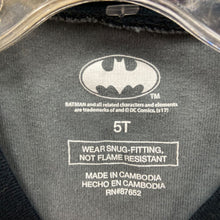 TM
BATMAN and all related characters and elements
are trademarks of and © DC Comics. (s17)
5T
WEAR SNUG-FITTING,
NOT FLAME RESISTANT
MADE IN CAMBODIA
HECHO EN CAMBODIA
RN#87652